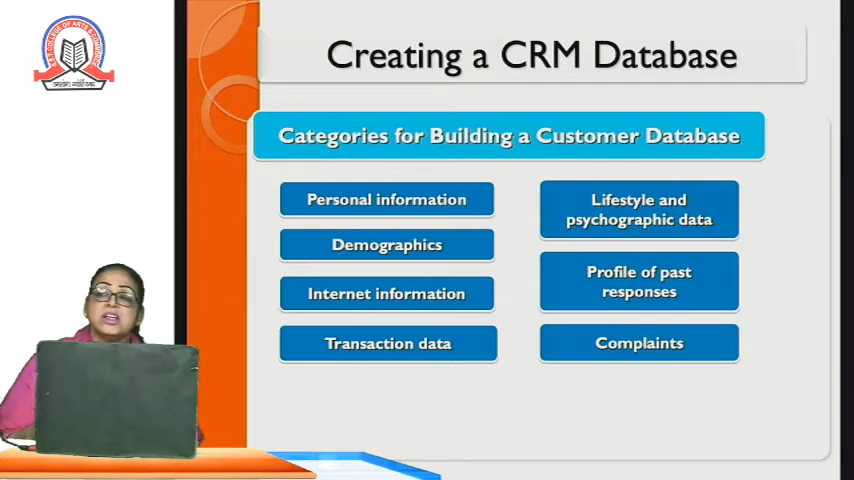 Creating a CRM Database
Categories for Building a Customer Database
Personal information
Demographics
Internet information
Transaction data
Lifestyle and
psychographic data
Profile of past
responses
Complaints